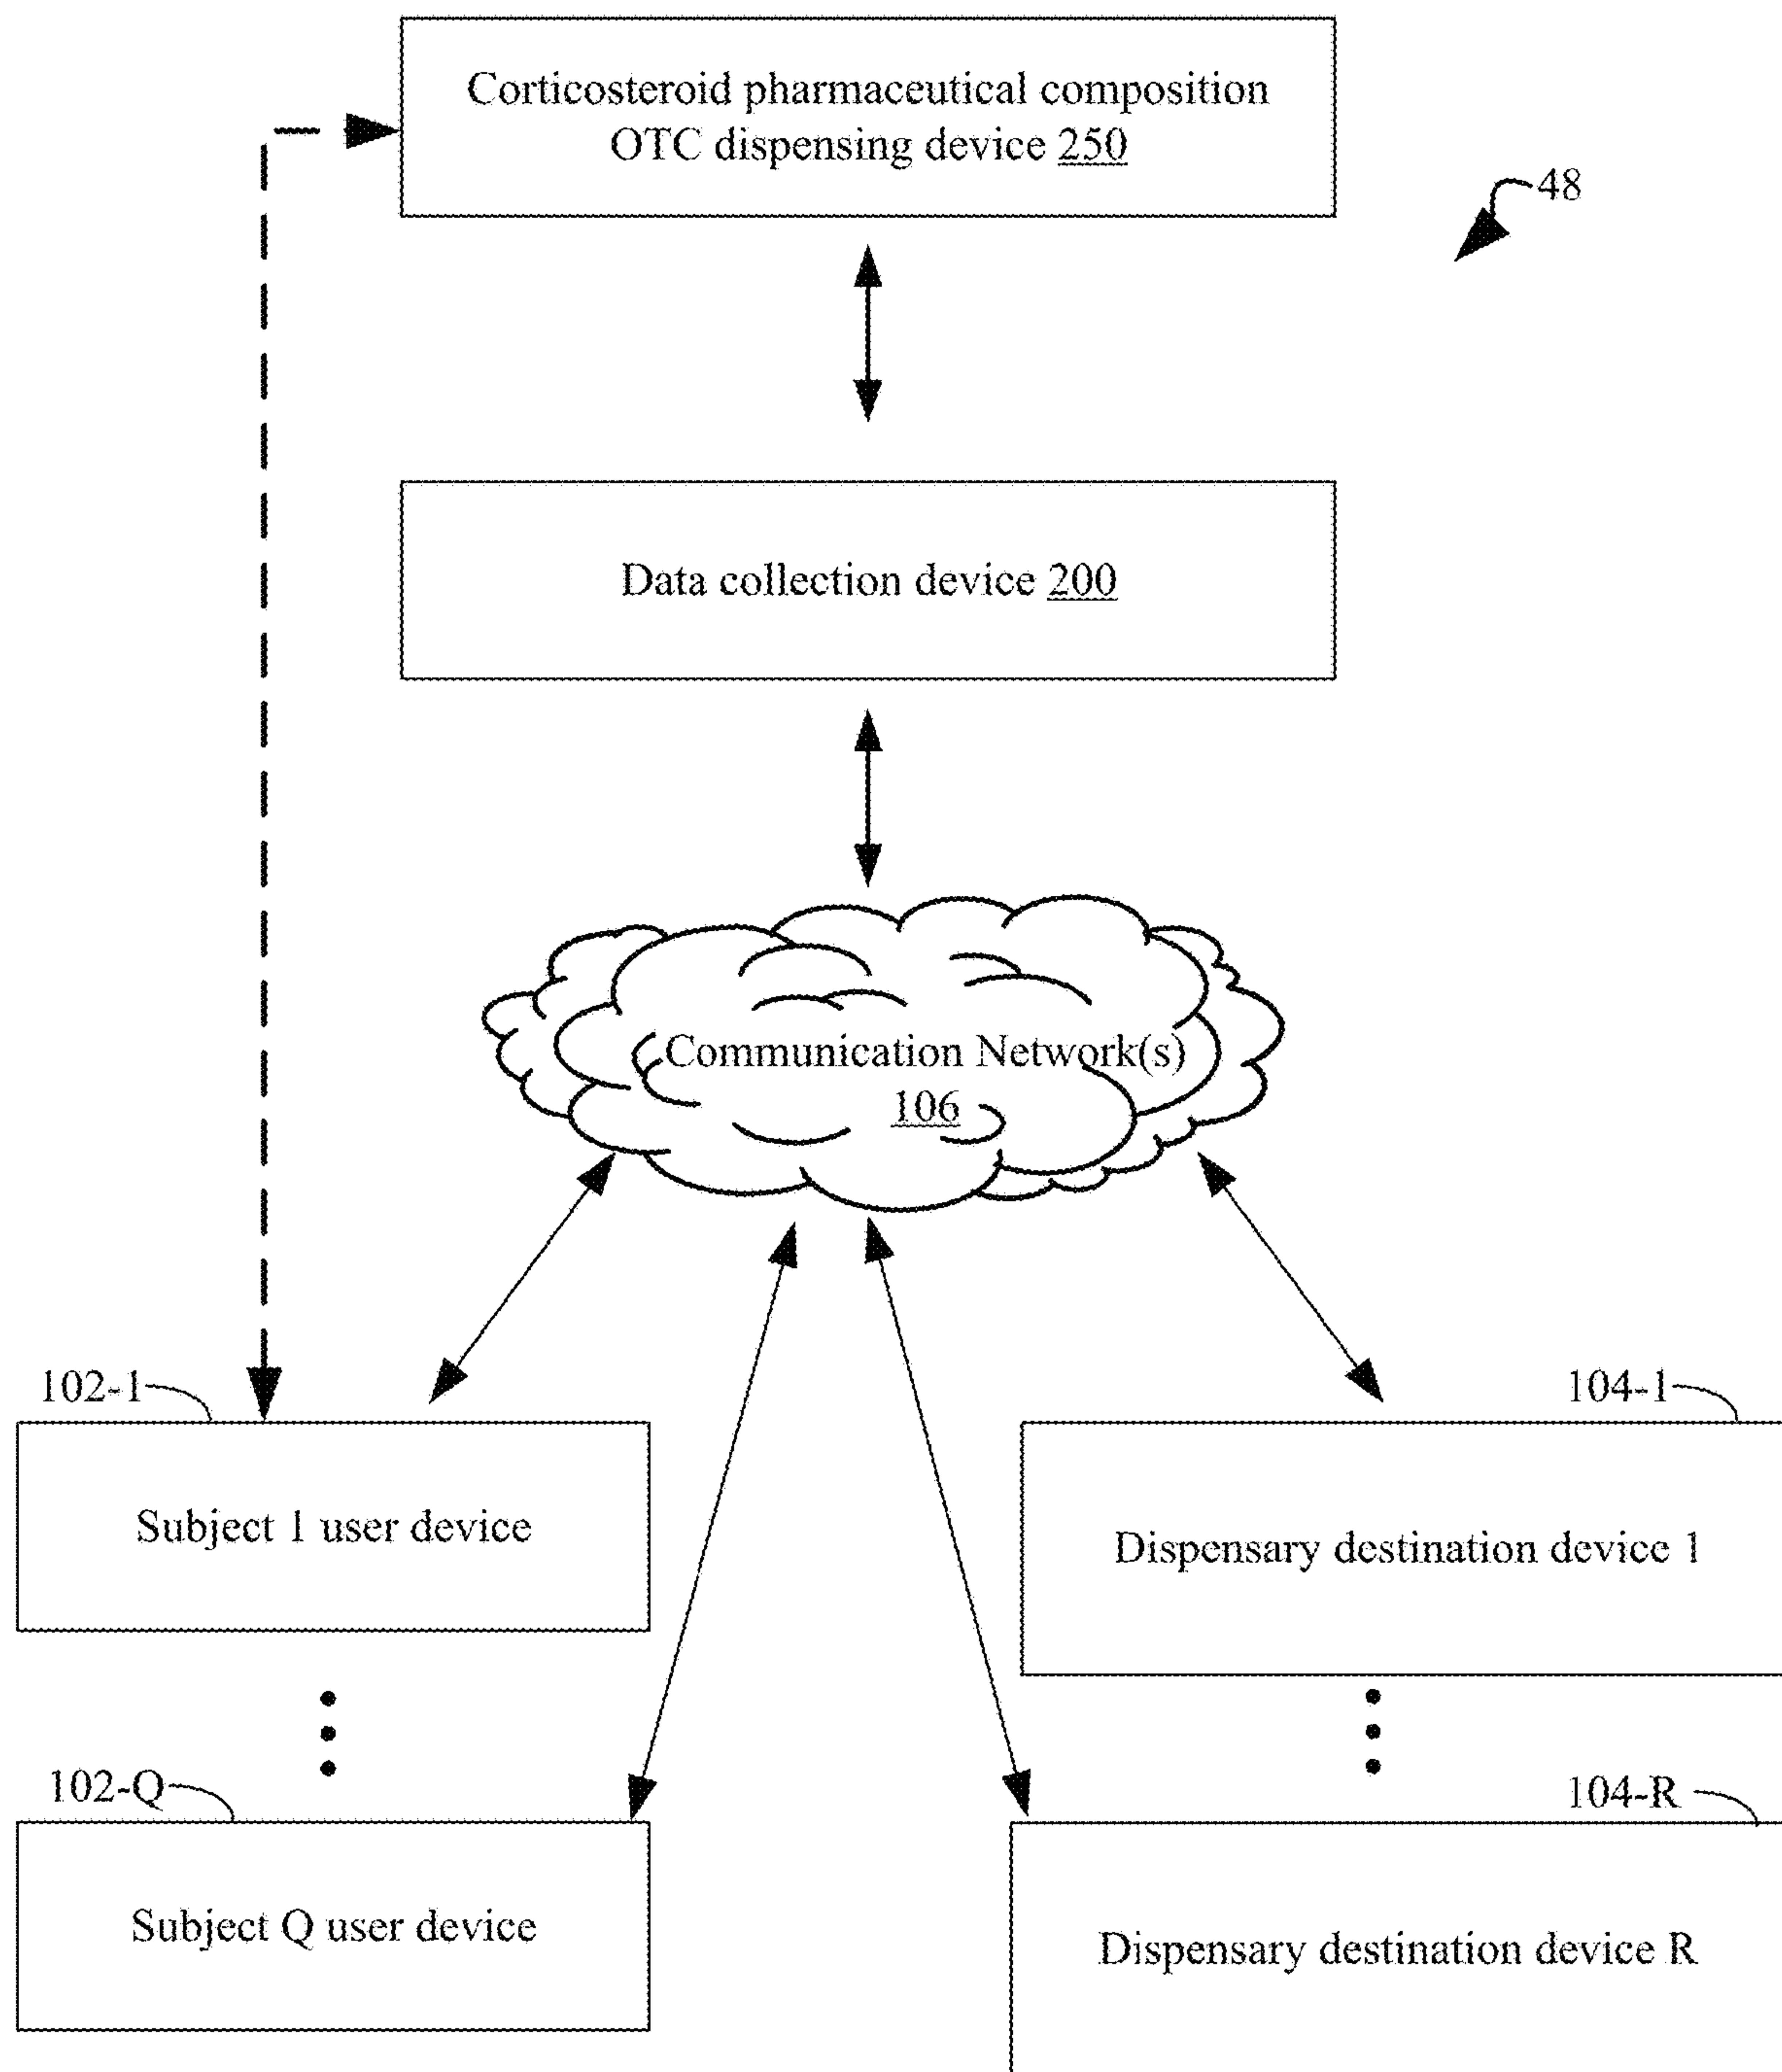 Corticosteroid pharmaceutical composition
OTC dispensing device 250
48
Data collection device 200
Communication Network(s)
106
102-1
104-1
Subject 1 user device
Dispensary destination device 1
102-Q
104-R
Subject Q user device
Dispensary destination device R